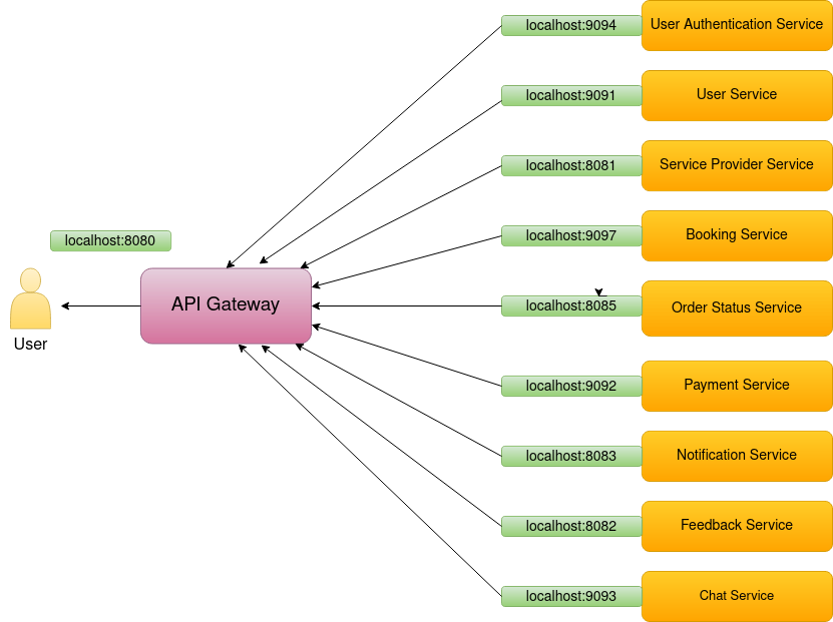 localhost:9094
User Authentication Service
localhost:9091
User Service
localhost:8081
Service Provider Service
localhost:8080
localhost:9097
Booking Service
API Gateway
localhost:8085
Order Status Service
User
localhost:9092
Payment Service
localhost:8083
Notification Service
localhost:8082
Feedback Service
localhost:9093
Chat Service